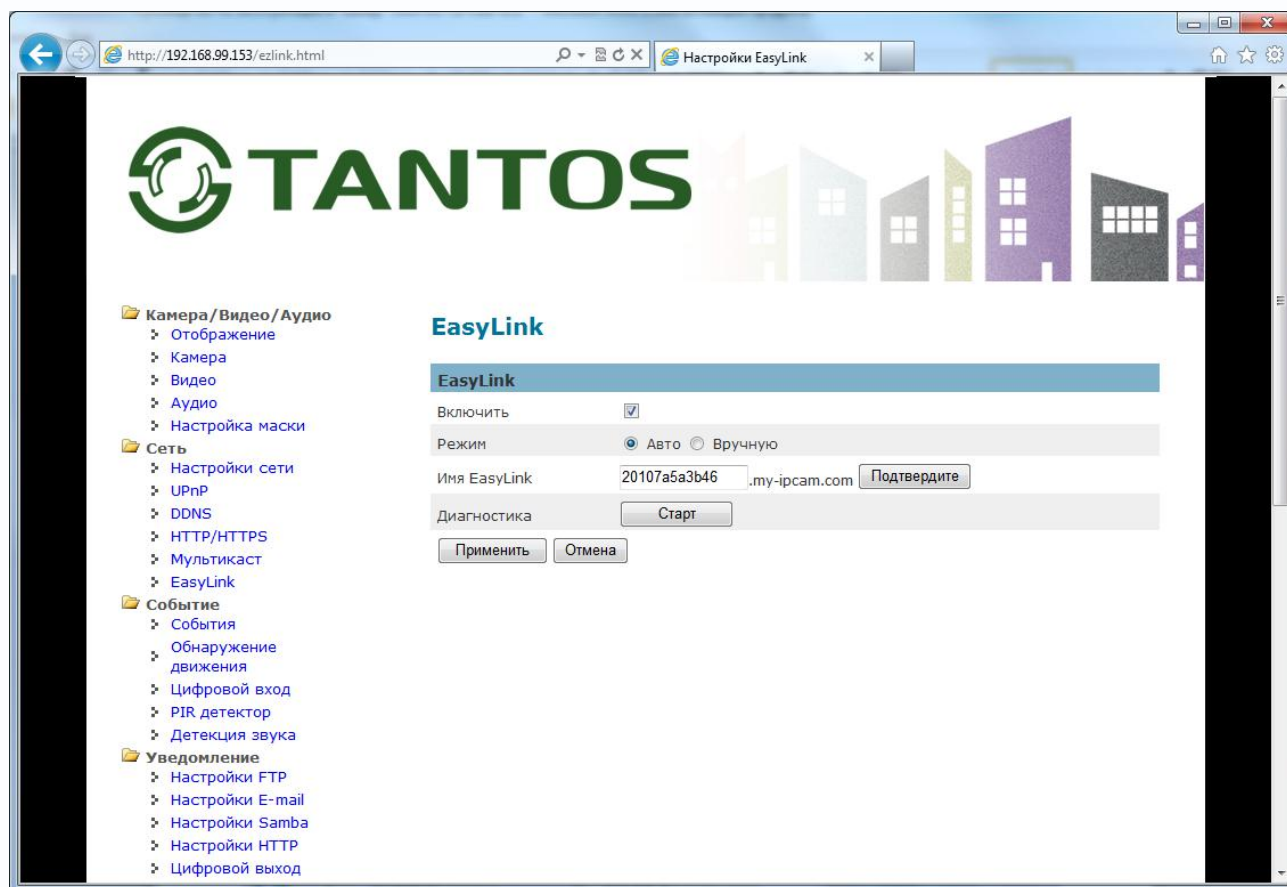 http://192.168.99.153/ezlink.html
Настройки EasyLink
TANTOS
Камера/Видео/Аудио
Отображение
Камера
Видео
Аудио
Настройка маски
Сеть
Настройки сети
UPnP
DDNS
HTTP/HTTPS
Мультикаст
EasyLink
Событие
События
Обнаружение
движения
Цифровой вход
PIR детектор
Детекция звука
Уведомление
Настройки FTP
Настройки E-mail
Настройки Samba
Настройки HTTP
Цифровой выход
EasyLink
EasyLink
Включить
Режим Авто Вручную
Имя EasyLink 20107a5a3b46 .my-ipcam.com Подтвердите
Диагностика Старт
Применить Отмена